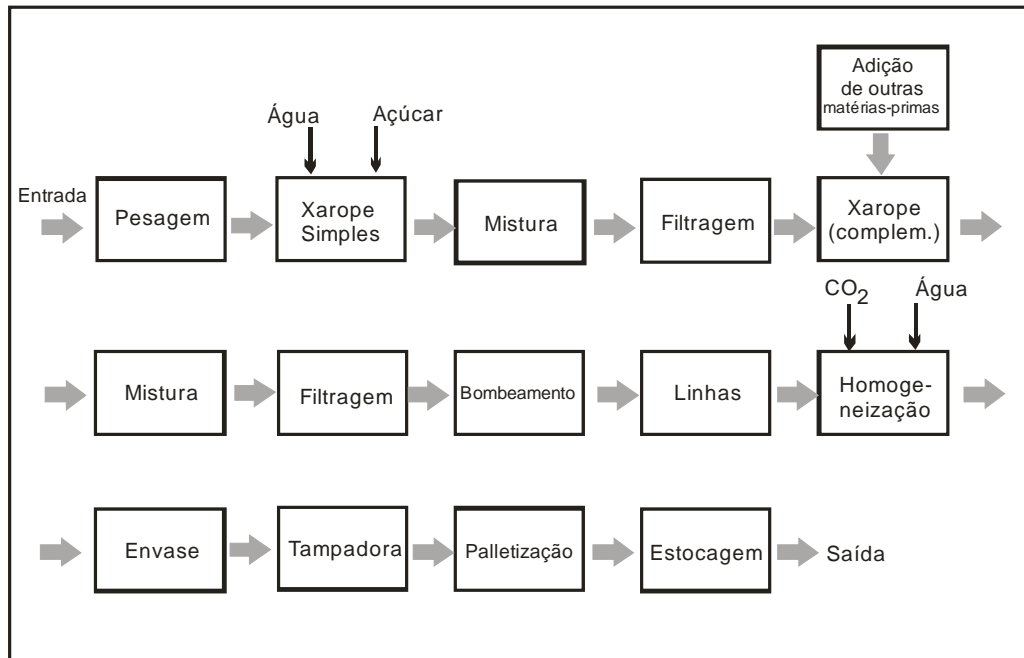 Adição
de outras
matérias-primas
Água
Açúcar
Entrada
Pesagem
Xarope
Simples
Mistura
Filtragem
Xarope
(complem.)
CO2
Água
Mistura
Filtragem
Bombeamento
Linhas
Homoge-
neização
Envase
Tampadora
Palletização
Estocagem
Saída